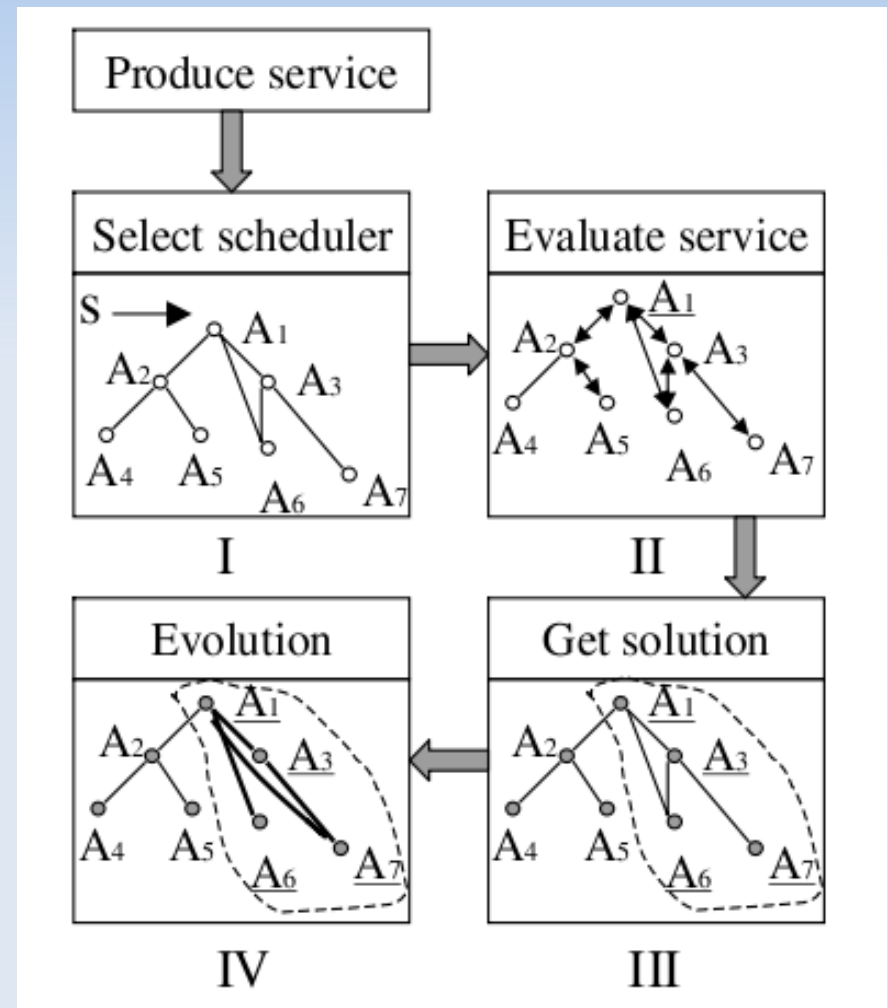 Produce service
Select scheduler
S
A1
A2
A3
A4
A5
A6
A7
I
Evaluate service
A1
A2
A3
A4
A5
A6
A7
II
Evolution
A1
A2
A3
A4
A5
A6
A7
IV
Get solution
A1
A2
A3
A4
A5
A6
A7
III